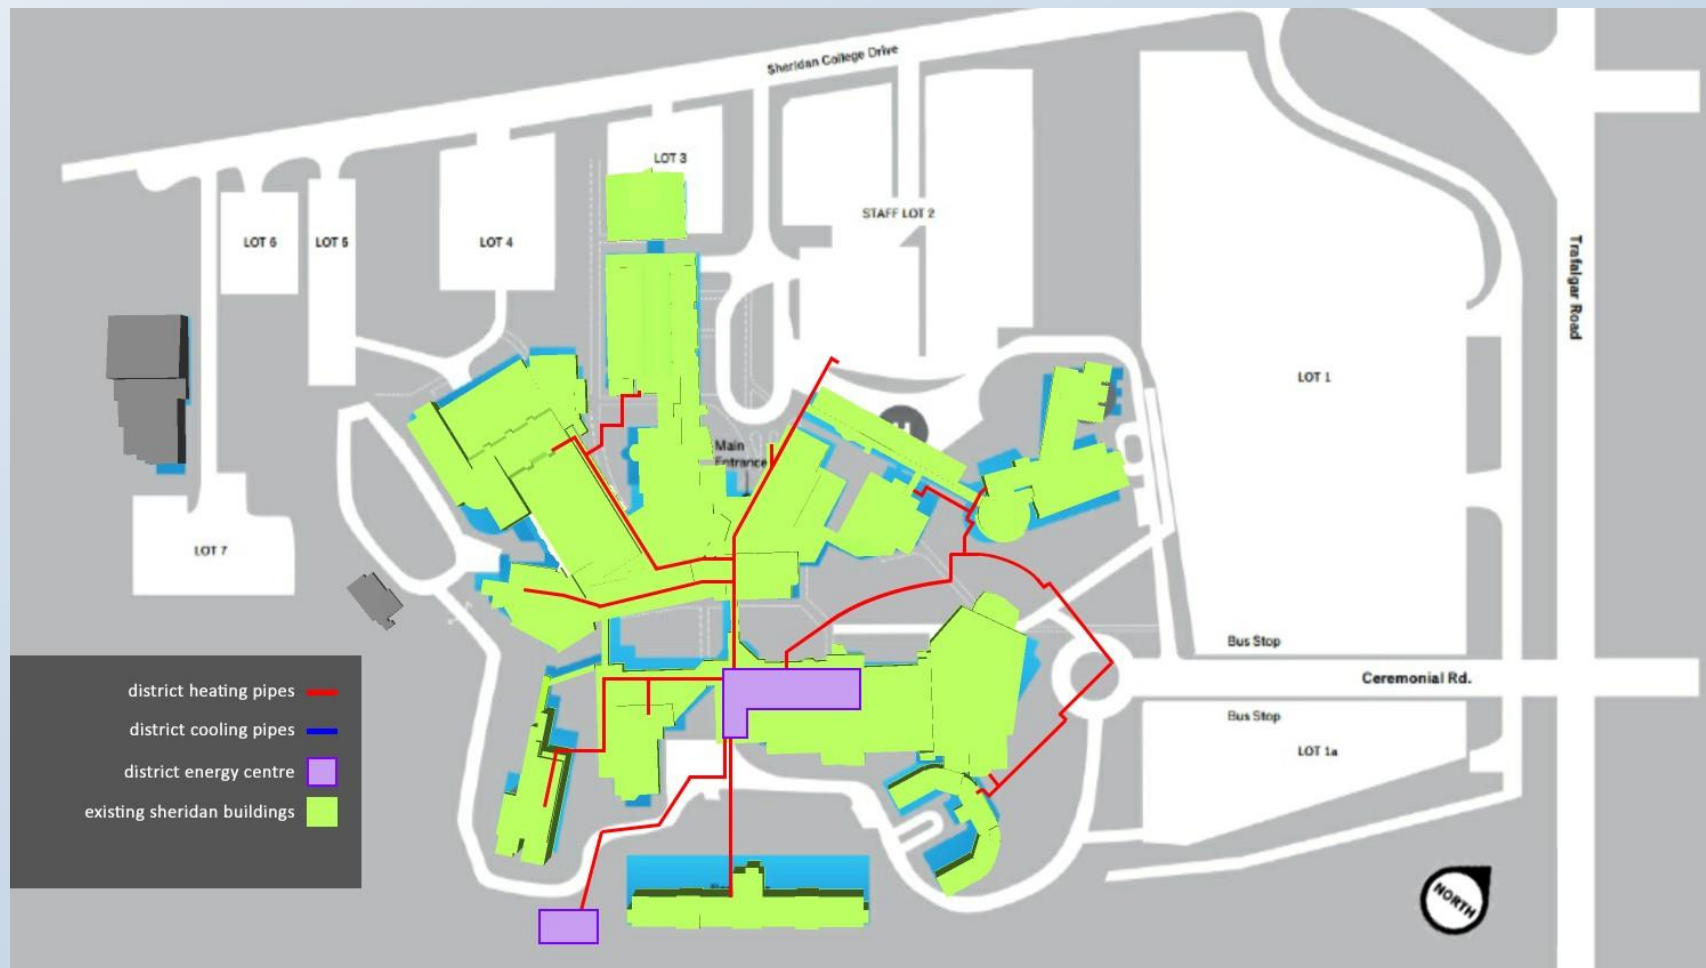 Sheridan College Drive
LOT 3
STAFF LOT 2
LOT 6
LOT 5
LOT 4
Trafalgar Road
LOT 1
Main
Entrance
LOT 7
Bus Stop
Ceremonial Rd.
Bus Stop
LOT 1a
district heating pipes
district cooling pipes
district energy centre
existing sheridan buildings
NORTH